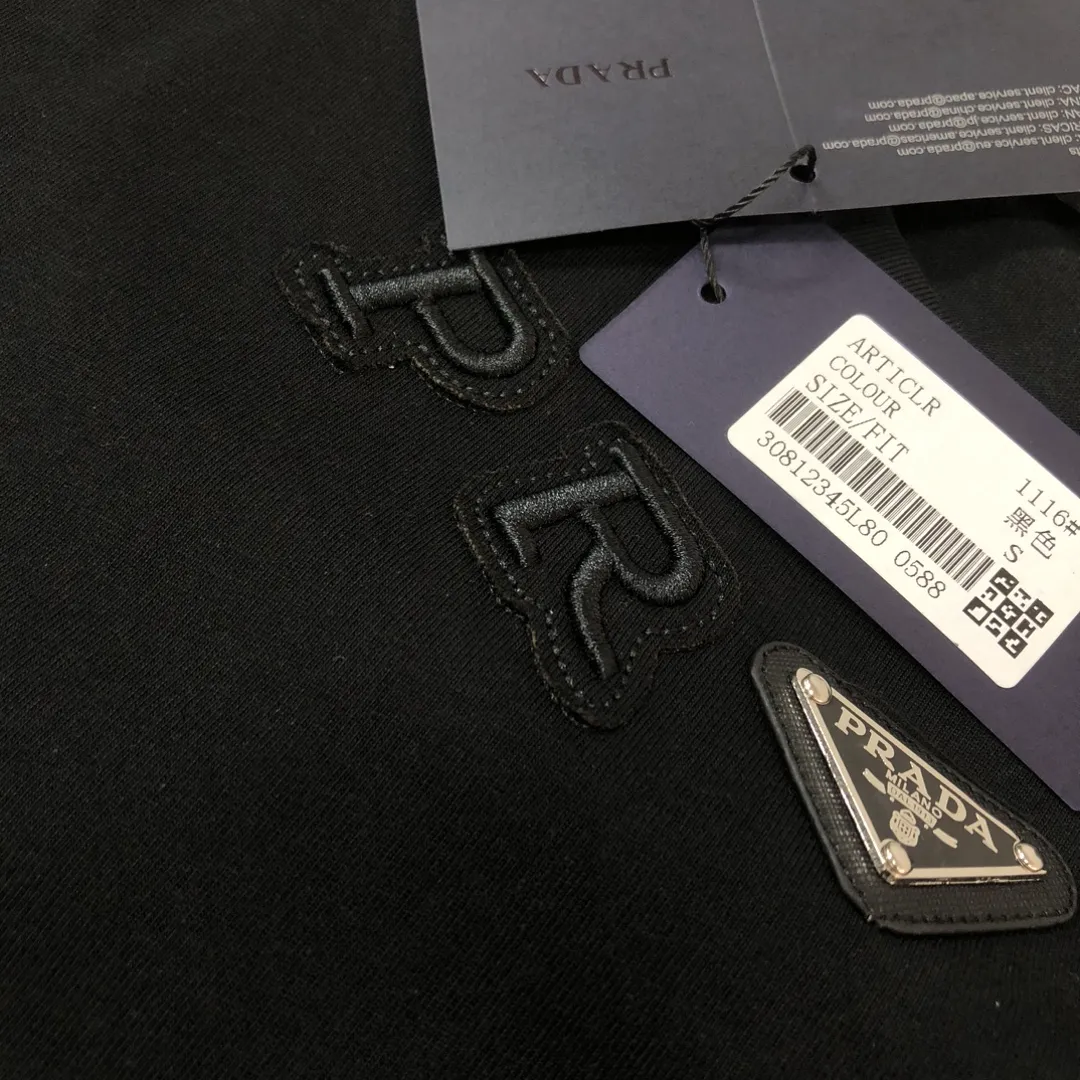 PRADA
client.service.eu@prada.com
RICAS: client.service.americas@prada.com
AN: client.service.jp@prada.com
NA: client.service.china@prada.com
AC: client.service.apac@prada.com
P
R
ARTICLR 1116#
COLOUR 黑色
SIZE/FIT S
30812345L80 0588
PRADA
MILANO
DAL 1913